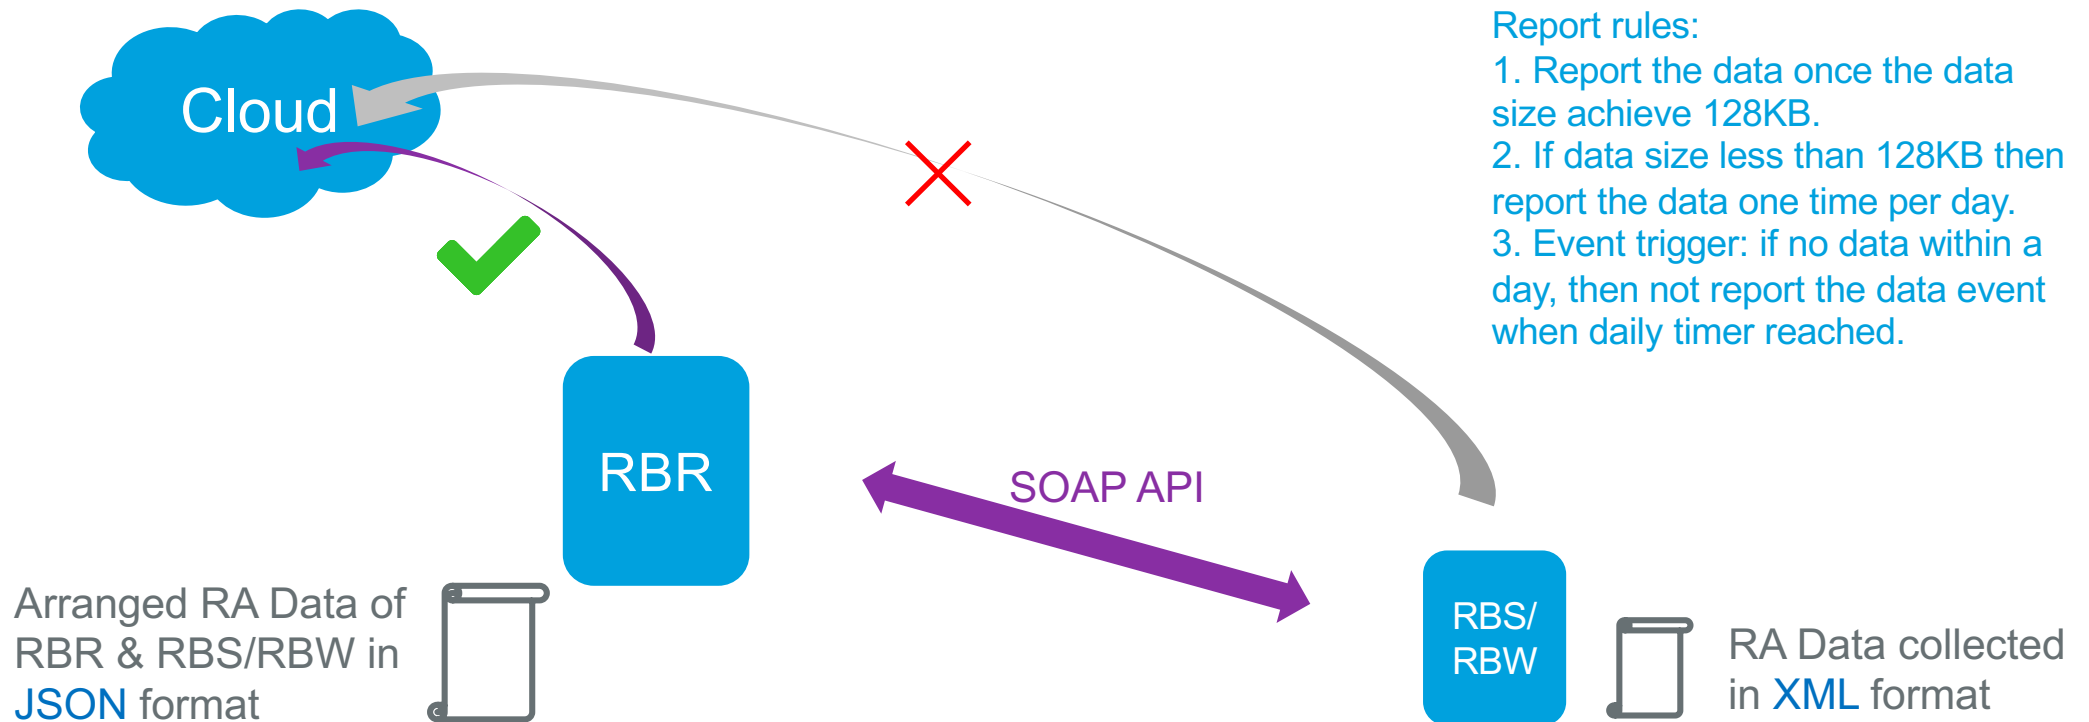 Cloud
Report rules:
1. Report the data once the data
size achieve 128KB.
2. If data size less than 128KB then
report the data one time per day.
3. Event trigger: if no data within a
day, then not report the data event
when daily timer reached.
RBR
SOAP API
Arranged RA Data of
RBR & RBS/RBW in
JSON format
RBS/
RBW
RA Data collected
in XML format